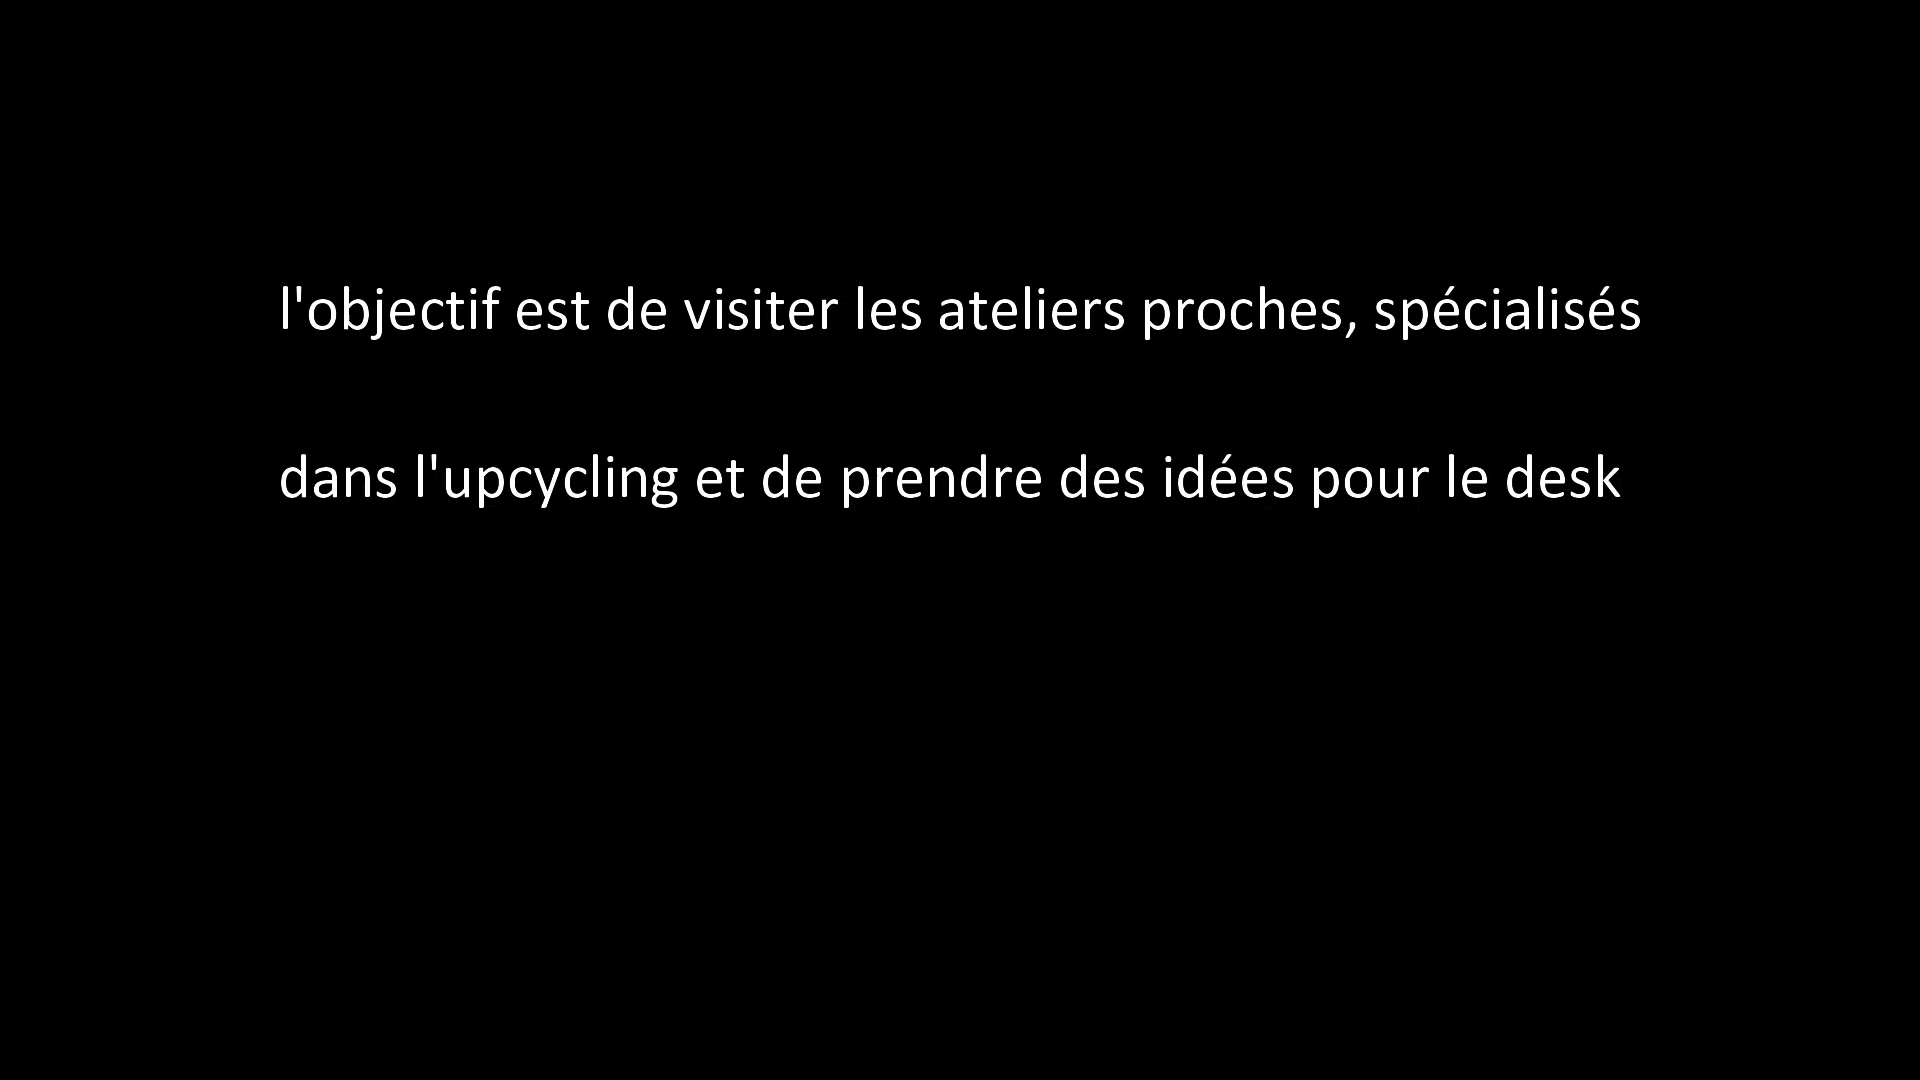 l'objectif est de visiter les ateliers proches, spécialisés
dans l'upcycling et de prendre des idées pour le desk